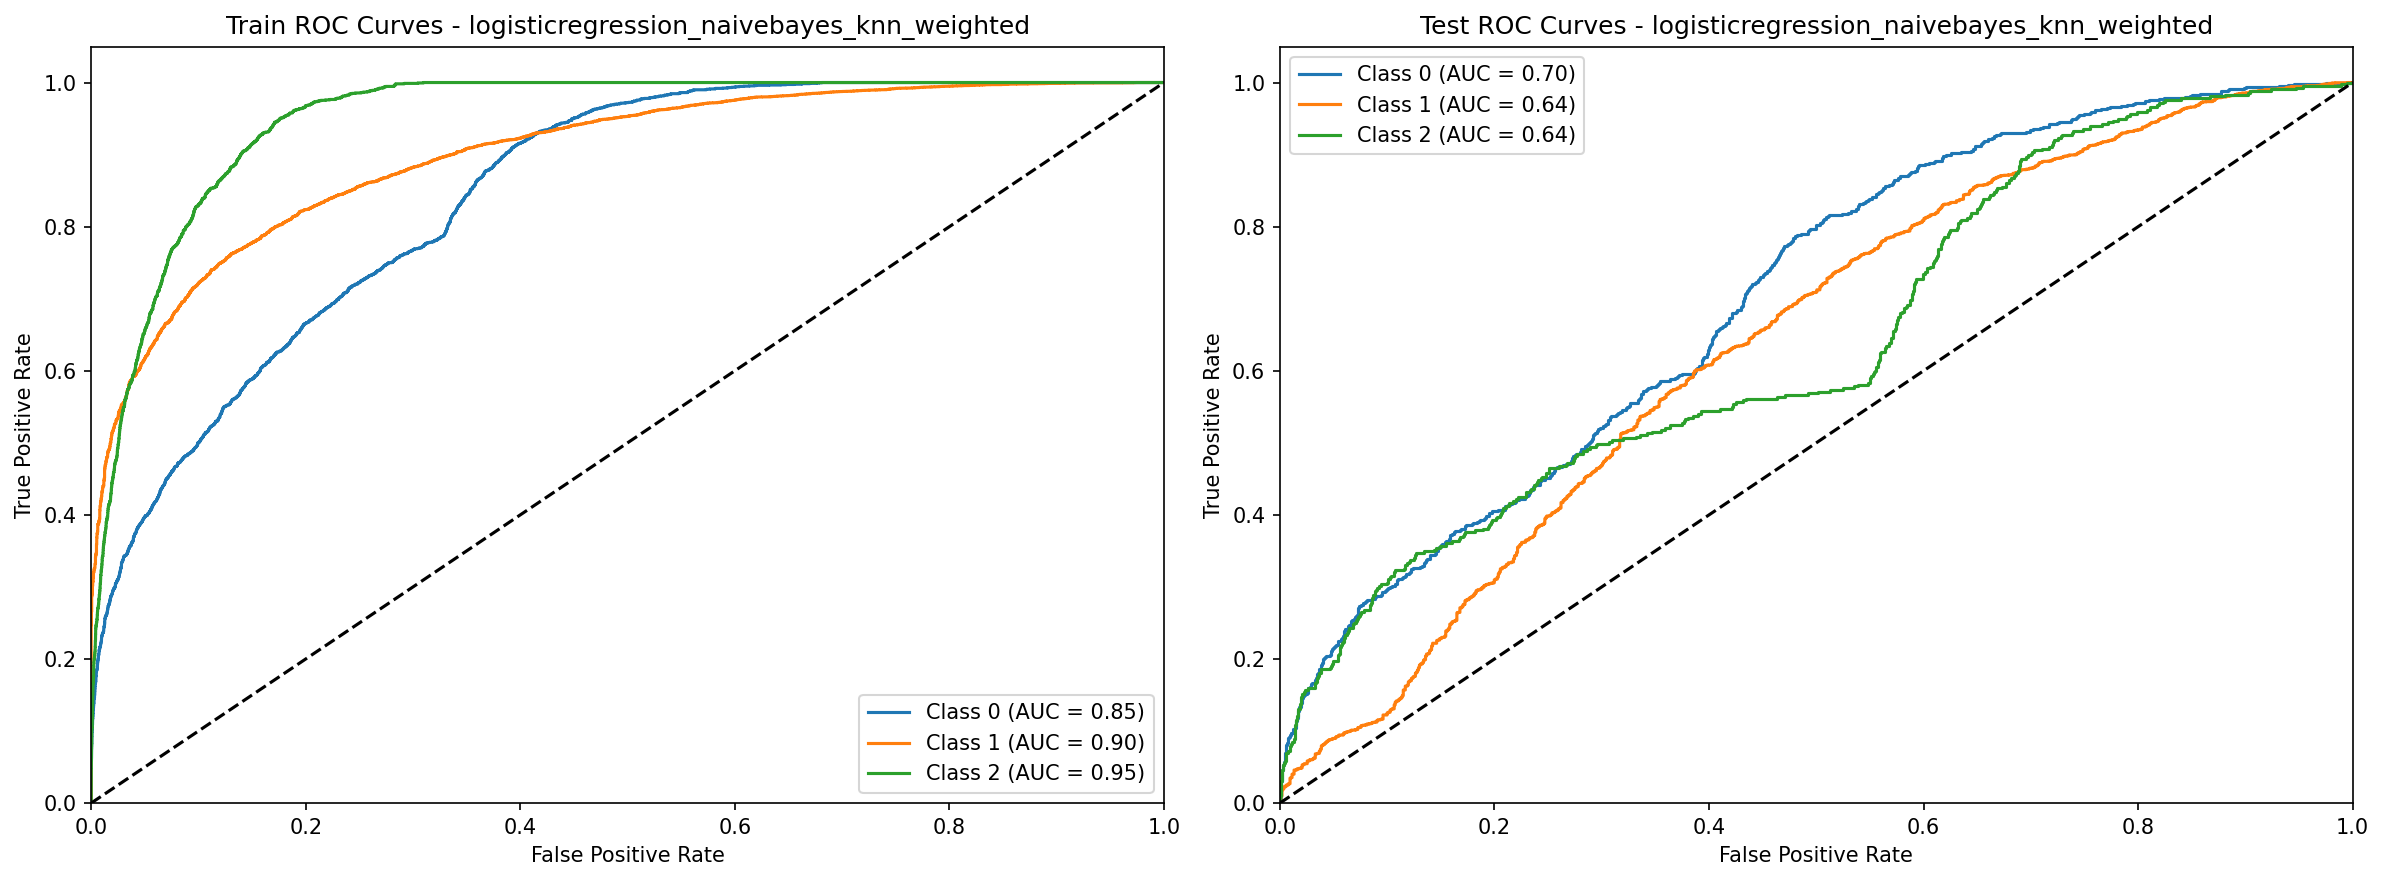 Train ROC Curves - logisticregression_naivebayes_knn_weighted
True Positive Rate
1.0
0.8
0.6
0.4
0.2
0.0
0.0 0.2 0.4 0.6 0.8 1.0
False Positive Rate
Class 0 (AUC = 0.85)
Class 1 (AUC = 0.90)
Class 2 (AUC = 0.95)
Test ROC Curves - logisticregression_naivebayes_knn_weighted
Class 0 (AUC = 0.70)
Class 1 (AUC = 0.64)
Class 2 (AUC = 0.64)
True Positive Rate
1.0
0.8
0.6
0.4
0.2
0.0
0.0 0.2 0.4 0.6 0.8 1.0
False Positive Rate